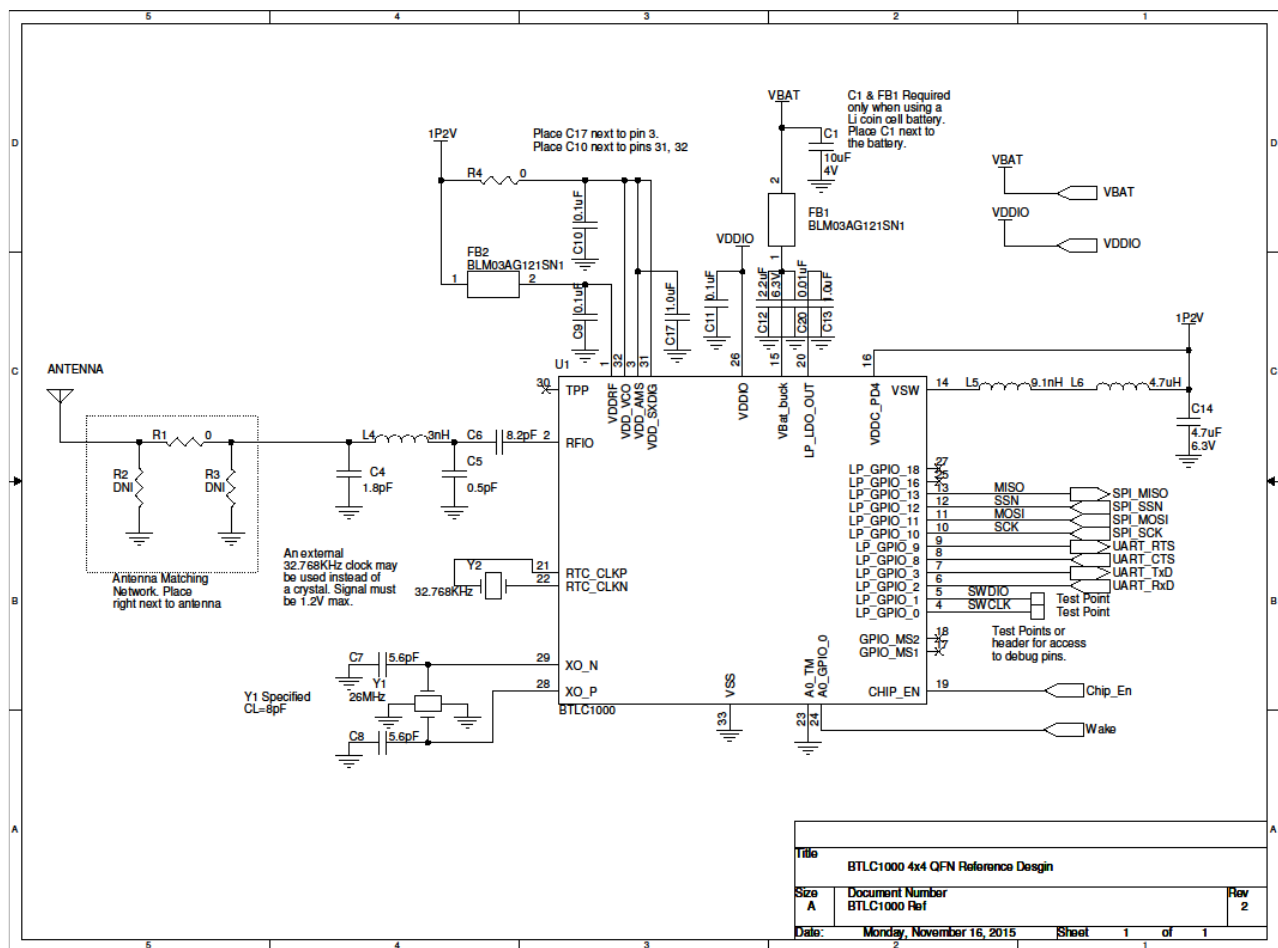 5
4
3
2
1
D
D
C
C
B
B
A
A
VBAT
C1 & FB1 Required
only when using a
Li coin cell battery.
Place C1 next to
the battery.
C1
10uF
4V
Place C17 next to pin 3.
Place C10 next to pins 31, 32
1P2V
R4
0
0.1uF
C10
FB2
BLM03AG121SN1
1
2
0.1uF
C9
1.0uF
C17
2
FB1
BLM03AG121SN1
1
VDDIO
0.1uF
C11
2.2uF
6.3V
C12
0.01uF
C20
1.0uF
C13
VBAT
VBAT
VDDIO
VDDIO
1P2V
U1
1
32
3
31
26
15
20
16
30
TPP
VDDRF
VDD_VCO
VDD_AMS
VDD_SXDIG
VDDIO
VBat_buck
LP_LDO_OUT
VDDC_PD4
VSW
14
L5
9.1nH
L6
4.7uH
C14
4.7uF
6.3V
ANTENNA
R1
0
R2
DNI
R3
DNI
L4
3nH
C4
1.8pF
C5
0.5pF
C6
8.2pF
2
RFIO
Antenna Matching
Network. Place
right next to antenna
An external
32.768KHz clock may
be used instead of
a crystal. Signal must
be 1.2V max.
Y2
32.768KHz
21
RTC_CLKP
22
RTC_CLKN
LP_GPIO_18
27
LP_GPIO_16
25
LP_GPIO_13
13
MISO
SPI_MISO
LP_GPIO_12
12
SSN
SPI_SSN
LP_GPIO_11
11
MOSI
SPI_MOSI
LP_GPIO_10
10
SCK
SPI_SCK
LP_GPIO_9
9
UART_RTS
LP_GPIO_8
8
UART_CTS
LP_GPIO_3
7
UART_TxD
LP_GPIO_2
6
UART_RxD
LP_GPIO_1
5
SWDIO
Test Point
LP_GPIO_0
4
SWCLK
Test Point
Test Points or
header for access
to debug pins.
GPIO_MS2
18
GPIO_MS1
17
C7
5.6pF
29
XO_N
Y1 Specified
CL=8pF
Y1
26MHz
28
XO_P
C8
5.6pF
BTLC1000
VSS
33
A0_TM
A0_GPIO_0
23
24
CHIP_EN
19
Chip_En
Wake
Title
BTLC1000 4x4 QFN Reference Desgin
Size
A
Document Number
BTLC1000 Ref
Rev
2
Date:
Monday, November 16, 2015
Sheet
1
of
1
5
4
3
2
1